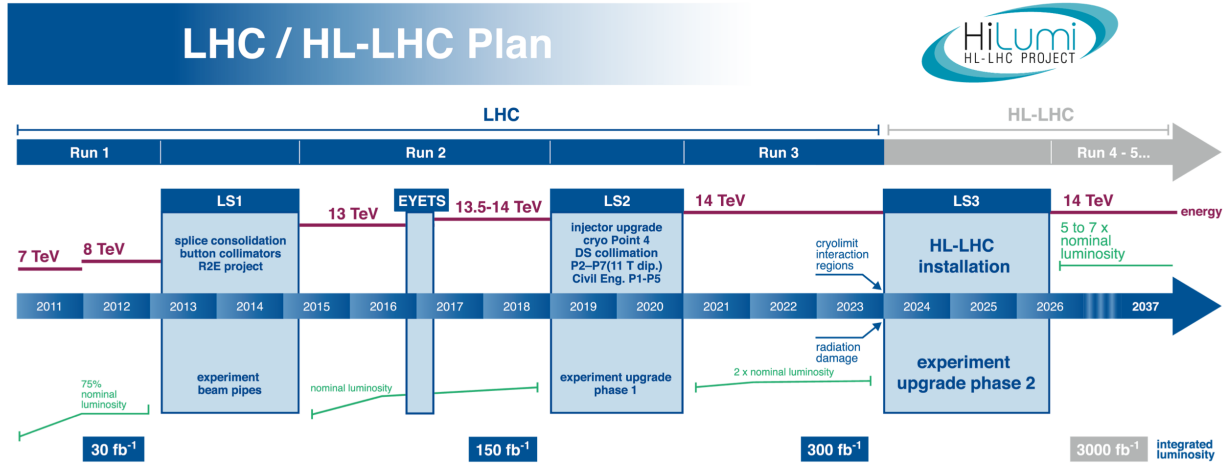 LHC / HL-LHC Plan
HiLumi
HL-LHC PROJECT
LHC
HL-LHC
Run 1
Run 2
Run 3
Run 4 - 5...
LS1
EYETS
LS2
LS3
7 TeV
8 TeV
13 TeV
13.5-14 TeV
14 TeV
14 TeV
energy
splice consolidation
button collimators
R2E project
injector upgrade
cryo Point 4
DS collimation
P2–P7(11 T dip.)
Civil Eng. P1-P5
cryolimit
interaction
regions
HL-LHC
installation
5 to 7 x
nominal
luminosity
2011
2012
2013
2014
2015
2016
2017
2018
2019
2020
2021
2022
2023
2024
2025
2026
2037
75%
nominal
luminosity
experiment
beam pipes
nominal luminosity
experiment upgrade
phase 1
2 x nominal luminosity
radiation
damage
experiment
upgrade phase 2
30 fb⁻¹
150 fb⁻¹
300 fb⁻¹
3000 fb⁻¹
integrated
luminosity